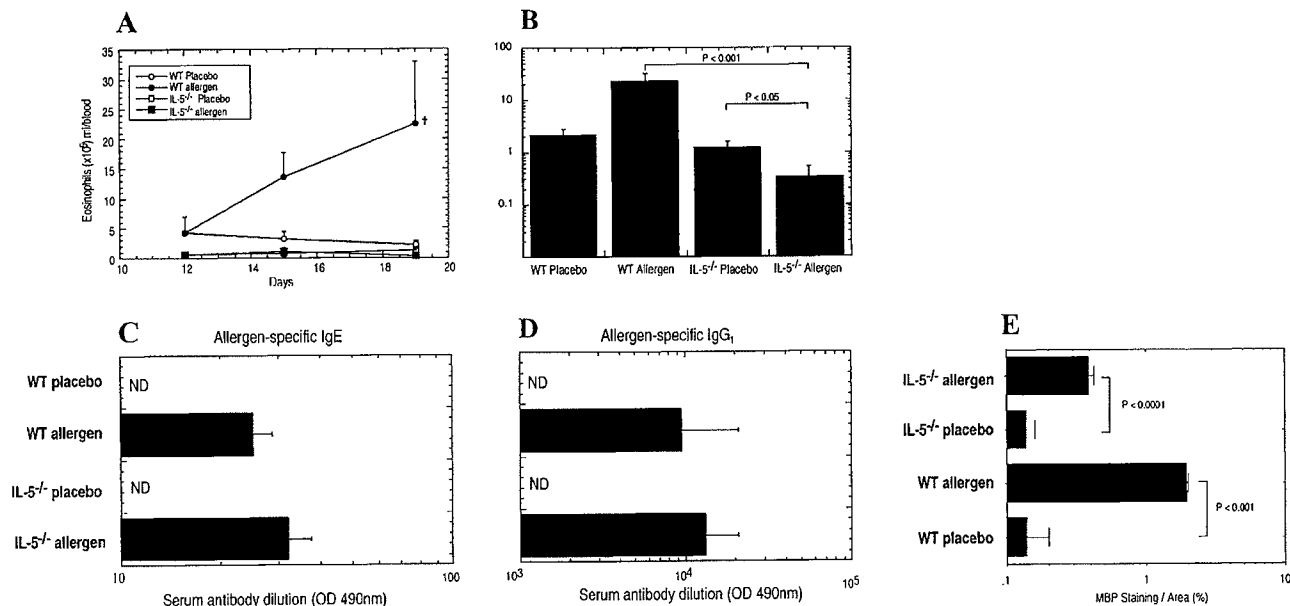 A
Eosinophils (x10⁶) ml/blood
35
30
25
20
15
10
5
0
WT Placebo
WT allergen
IL-5⁻/⁻ Placebo
IL-5⁻/⁻ allergen
†
10 12 14 16 18 20
Days
B
100
10
1
0.1
P < 0.001
P < 0.05
WT Placebo WT Allergen IL-5⁻/⁻ Placebo IL-5⁻/⁻ Allergen
C
Allergen-specific IgE
WT placebo
ND
WT allergen
IL-5⁻/⁻ placebo
ND
IL-5⁻/⁻ allergen
10 100
Serum antibody dilution (OD 490nm)
D
Allergen-specific IgG₁
ND
ND
10³ 10⁴ 10⁵
Serum antibody dilution (OD 490nm)
E
IL-5⁻/⁻ allergen
IL-5⁻/⁻ placebo
WT allergen
WT placebo
P < 0.0001
P < 0.001
.1 1 10
MBP Staining / Area (%)